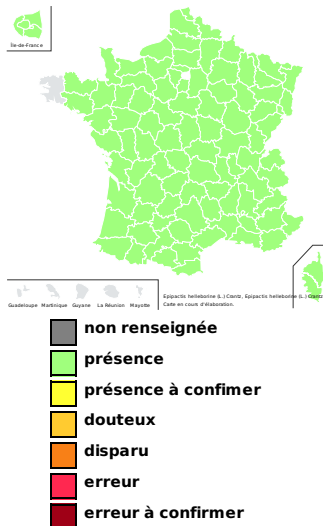 Île-de-France
Guadeloupe Martinique Guyane La Réunion Mayotte
Epipactis helleborine (L.) Crantz, Epipactis helleborine (L.) Crantz
Carte en cours d'élaboration.
non renseignée
présence
présence à confimer
douteux
disparu
erreur
erreur à confirmer